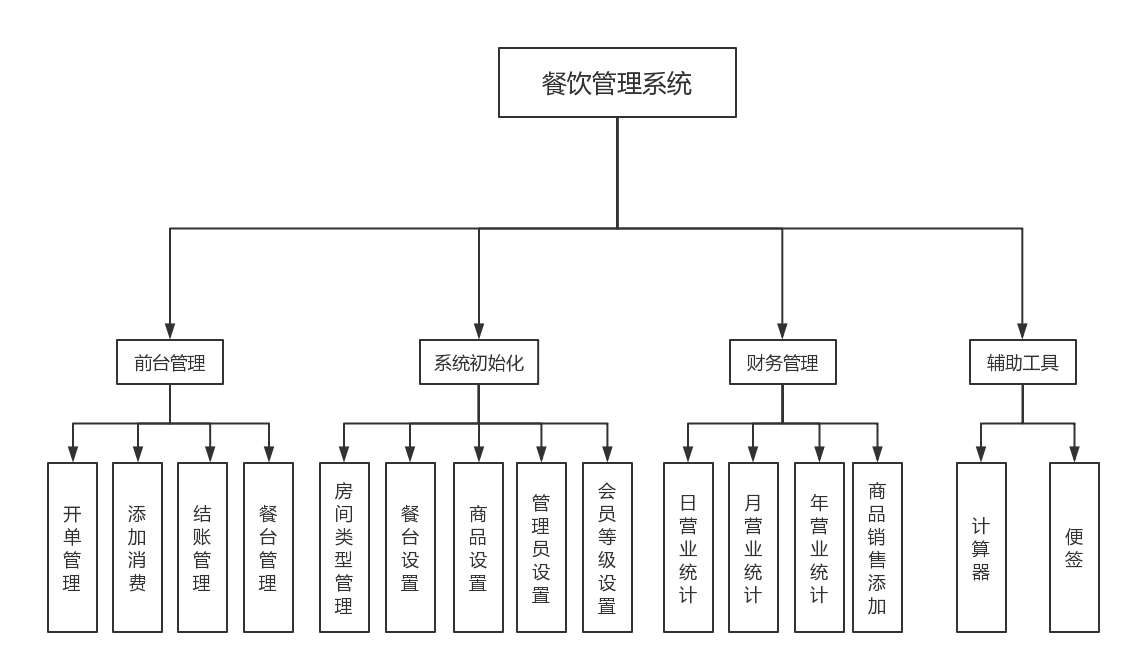 餐饮管理系统
前台管理
系统初始化
财务管理
辅助工具
开单管理
添加消费
结账管理
餐台管理
房间类型管理
餐台设置
商品设置
管理员设置
会员等级设置
日营业统计
月营业统计
年营业统计
商品销售添加
计算器
便签